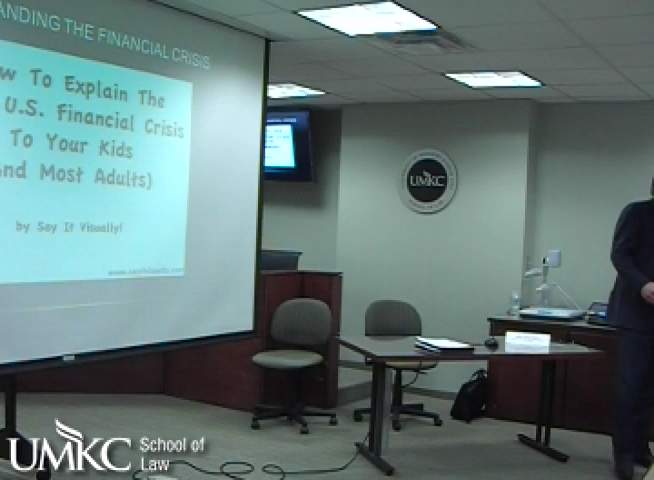 ANDING THE FINANCIAL CRISIS
w To Explain The
U.S. Financial Crisis
To Your Kids
nd Most Adults)
by Say It Visually!
UMKC
UMKC School of
Law